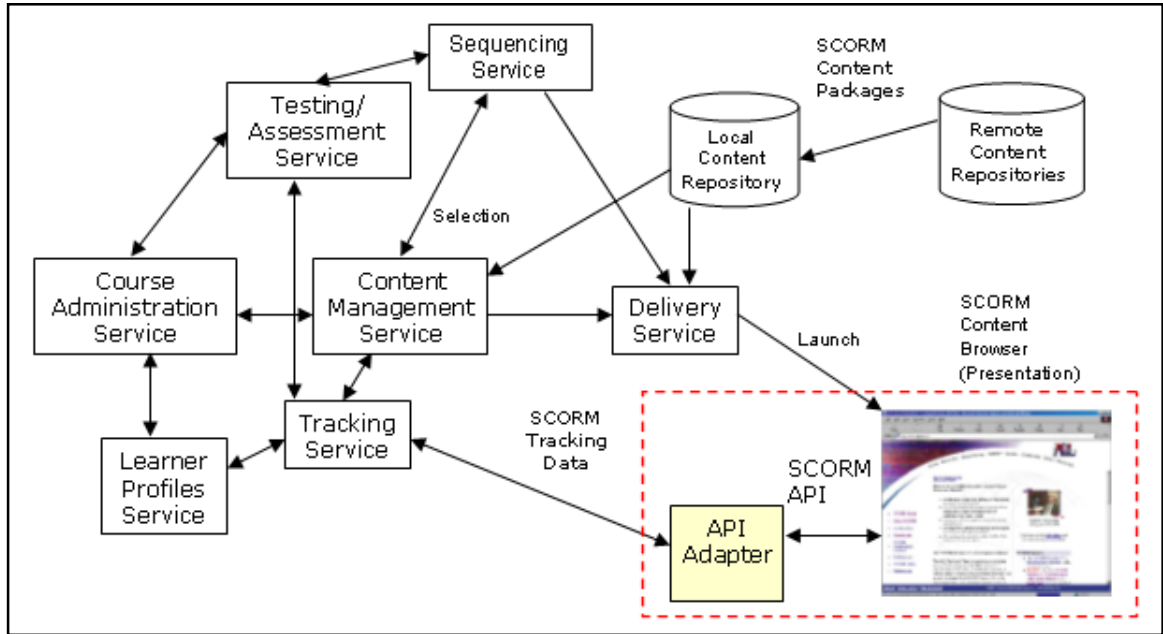 Sequencing
Service
SCORM
Content
Packages
Testing/
Assessment
Service
Local
Content
Repository
Remote
Content
Repositories
Selection
Course
Administration
Service
Content
Management
Service
Delivery
Service
SCORM
Content
Browser
(Presentation)
Launch
Tracking
Service
SCORM
Tracking
Data
Learner
Profiles
Service
SCORM
API
API
Adapter